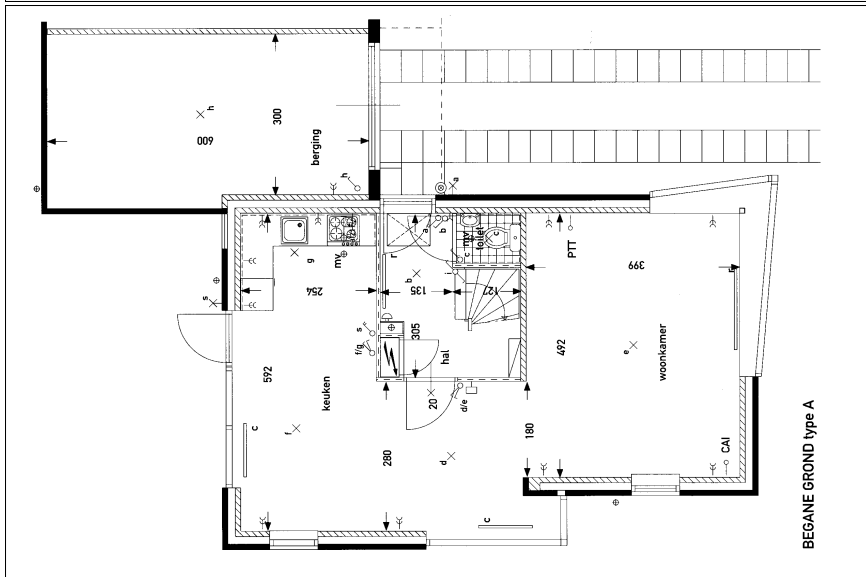 h
600
300
berging
h
a
a
b
c
mv
toilet
g
mv
r
PTT
399
s
254
b
135
127
r
i
305
s
f/g
hal
492
e
woonkamer
592
keuken
20
d/e
c
f
280
d
180
CAI
c
BEGANE GROND type A